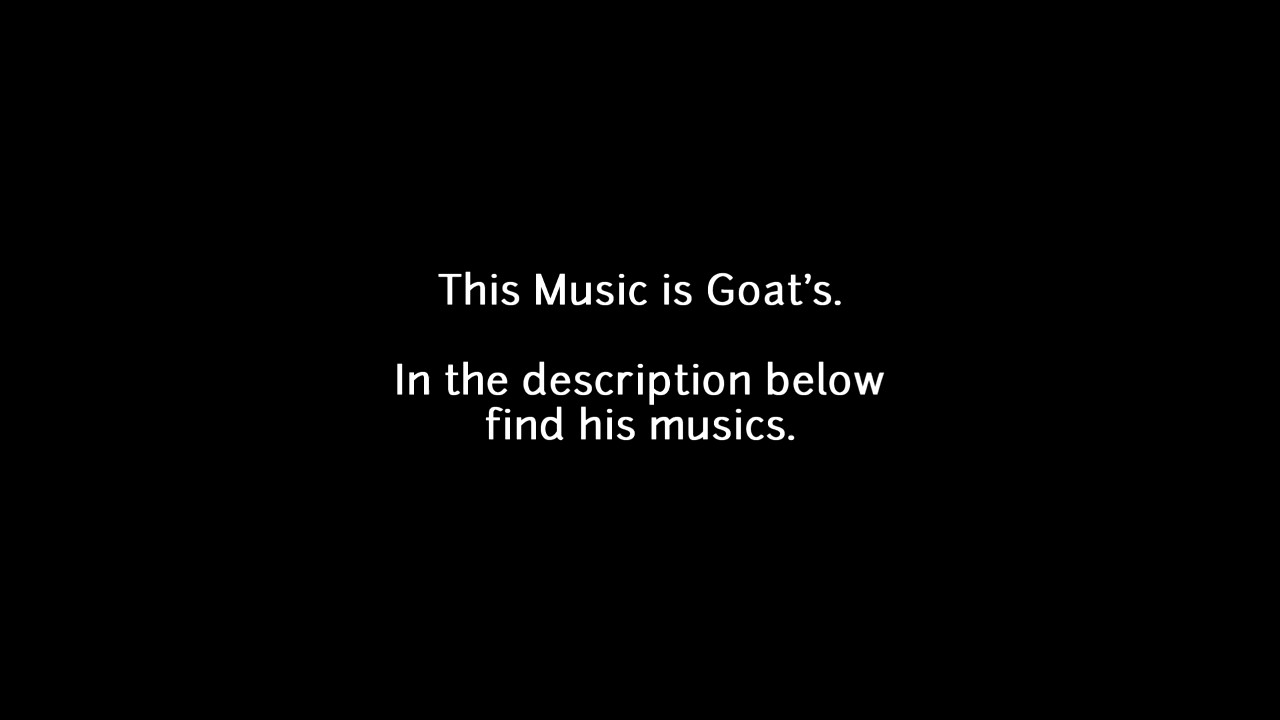 This Music is Goat’s.
In the description below
find his musics.